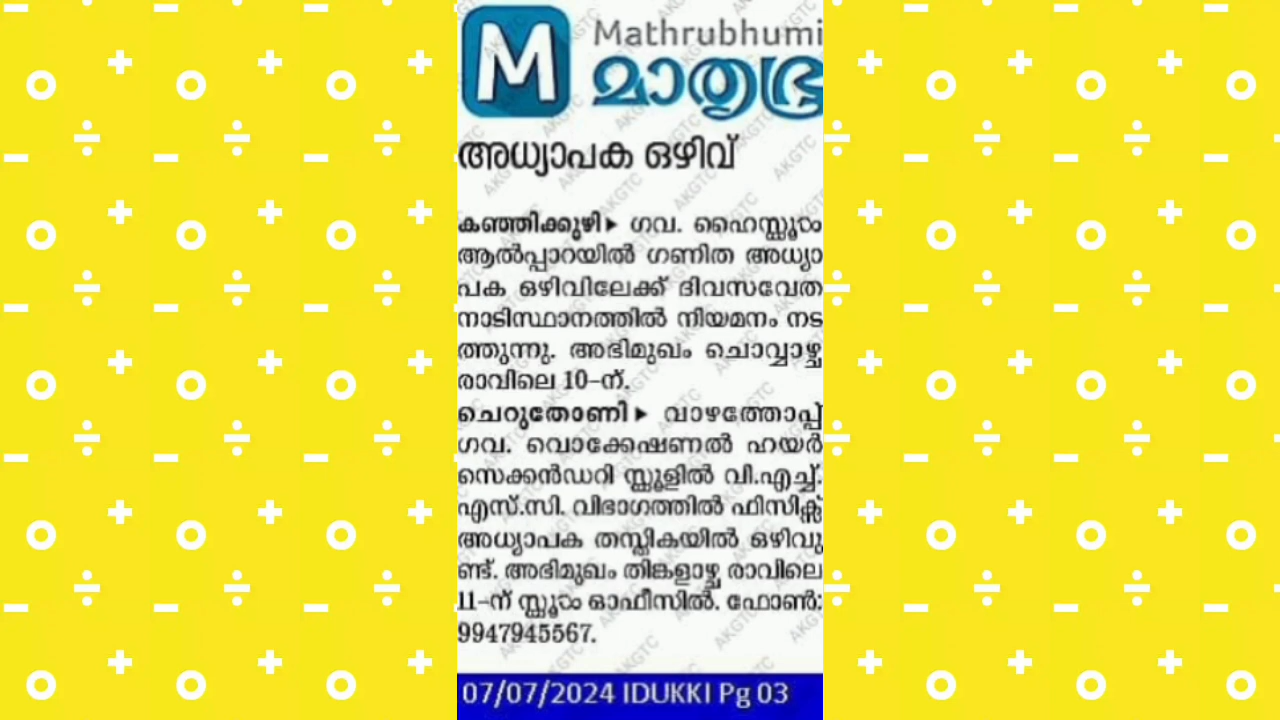 M Mathrubhumi
അധ്യാപക ഒഴിവ്
കഞ്ഞിക്കുഴി▸ ഗവ. ഹൈസ്കൂൾ
ആൽപ്പാറയിൽ ഗണിത അധ്യാ
പക ഒഴിവിലേക്ക് ദിവസവേത
നാടിസ്ഥാനത്തിൽ നിയമനം നട
ത്തുന്നു. അഭിമുഖം ചൊവ്വാഴ്ച
രാവിലെ 10-ന്.
ചെറുതോണി▸ വാഴത്തോപ്പ്
ഗവ. വൊക്കേഷണൽ ഹയർ
സെക്കൻഡറി സ്കൂളിൽ വി.എച്ച്.
എസ്.സി. വിഭാഗത്തിൽ ഫിസിക്സ്
അധ്യാപക തസ്തികയിൽ ഒഴിവു
ണ്ട്. അഭിമുഖം തിങ്കളാഴ്ച രാവിലെ
11-ന് സ്കൂൾ ഓഫീസിൽ. ഫോൺ:
9947945567.
07/07/2024 IDUKKI Pg 03
AKGTC